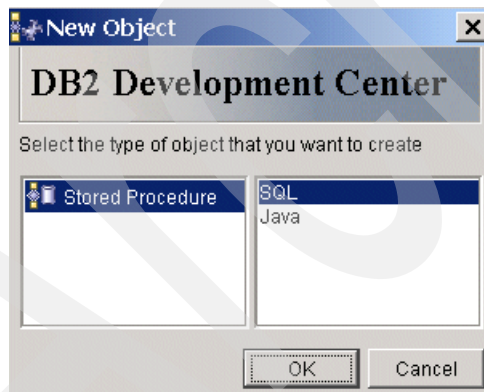 New Object
DB2 Development Center
Select the type of object that you want to create
Stored Procedure
SQL
Java
OK
Cancel